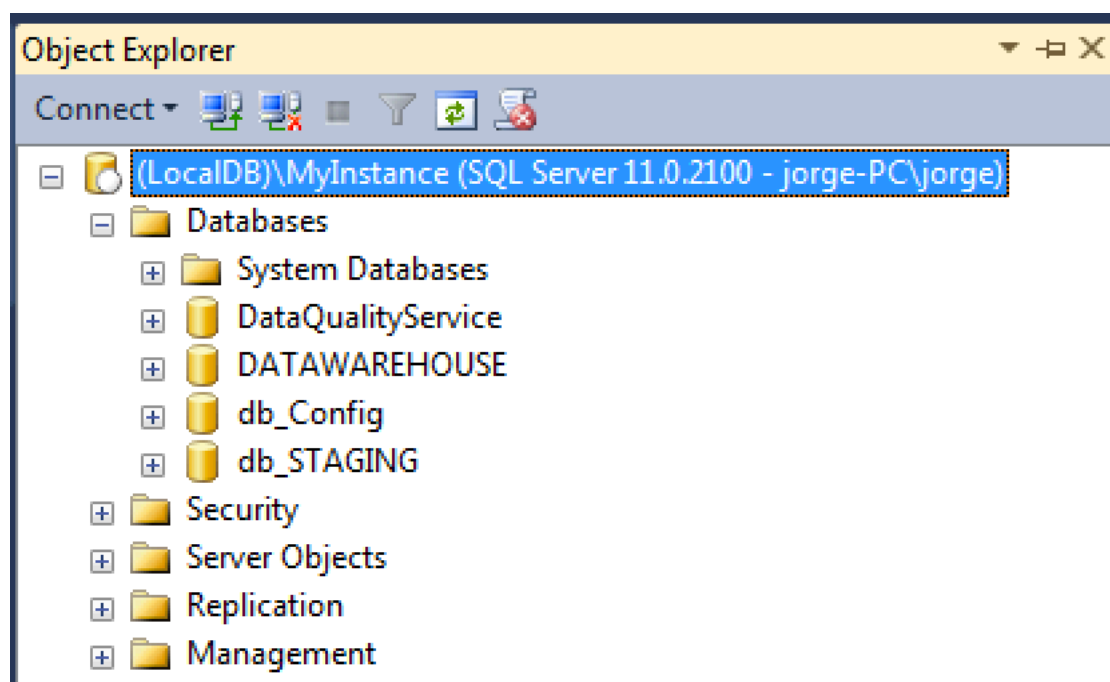 Object Explorer
Connect
(LocalDB)\MyInstance (SQL Server 11.0.2100 - jorge-PC\jorge)
Databases
System Databases
DataQualityService
DATAWAREHOUSE
db_Config
db_STAGING
Security
Server Objects
Replication
Management